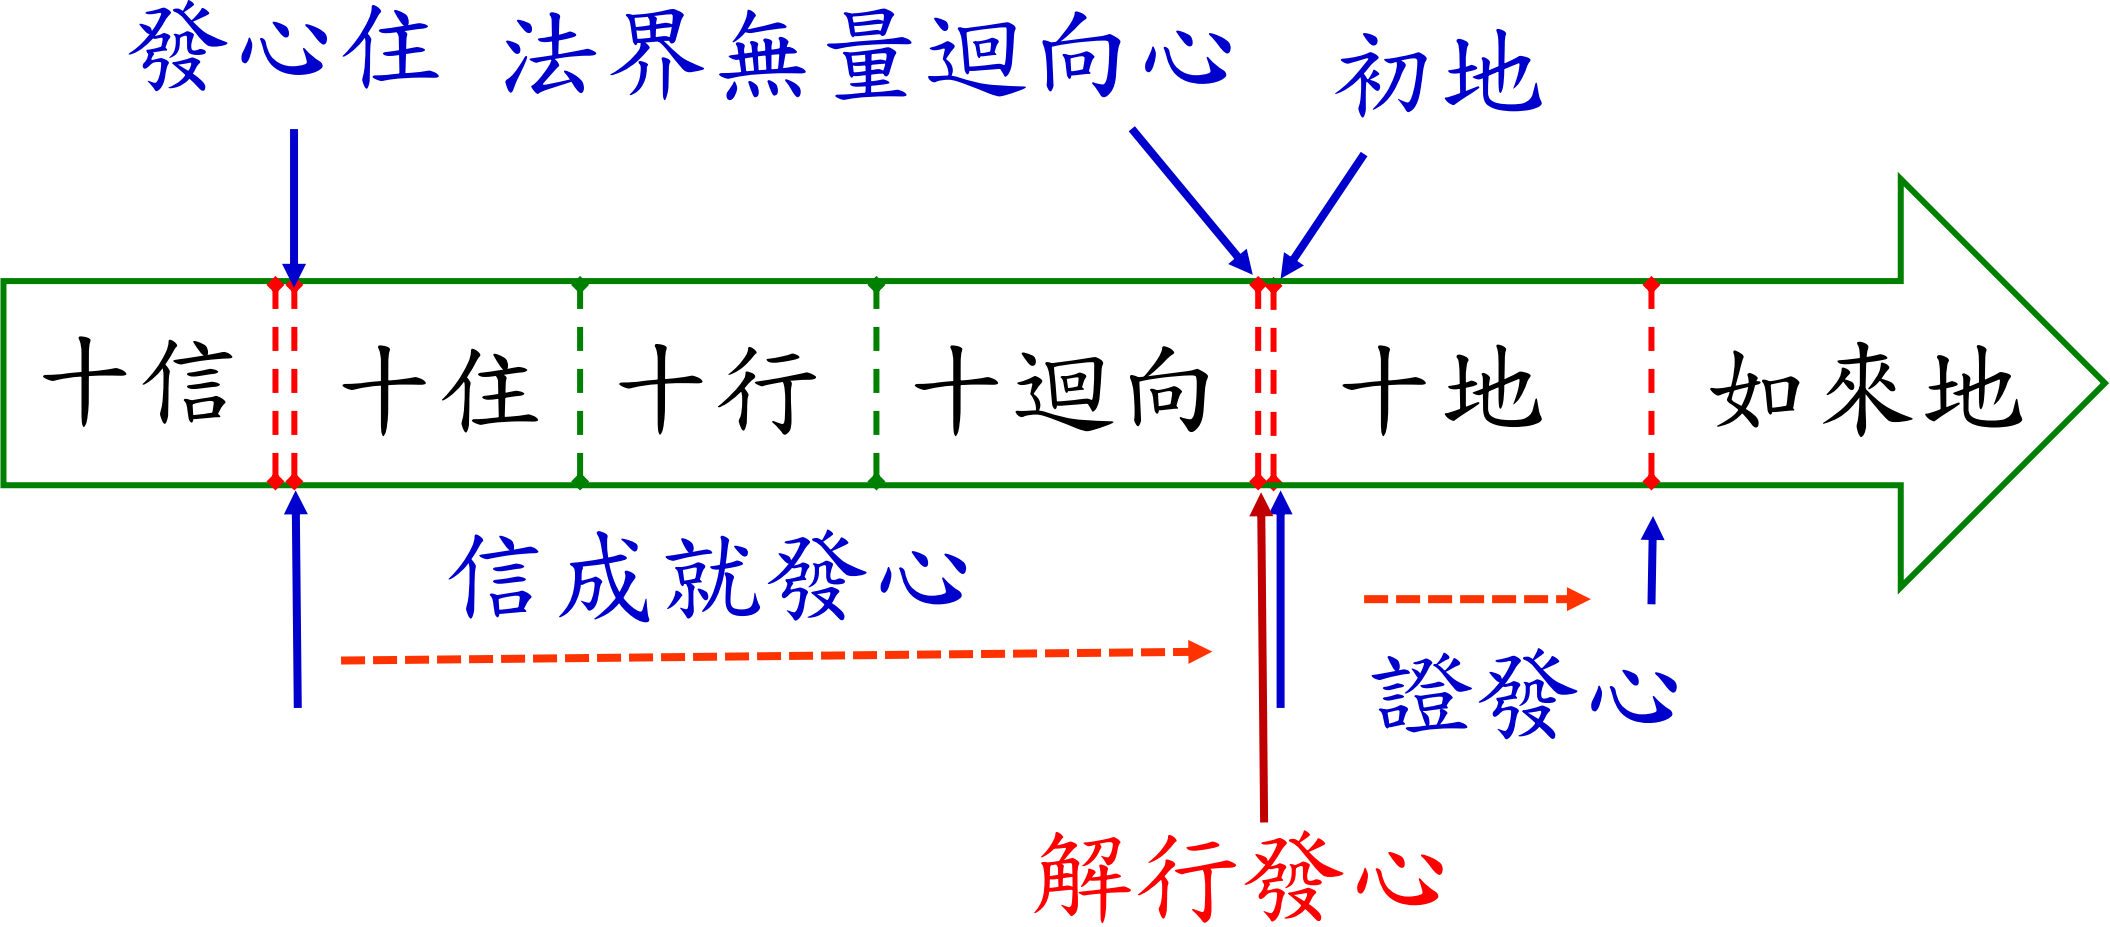 發心住 法界無量迴向心 初地
十信 十住 十行 十迴向 十地 如來地
信成就發心
證發心
解行發心